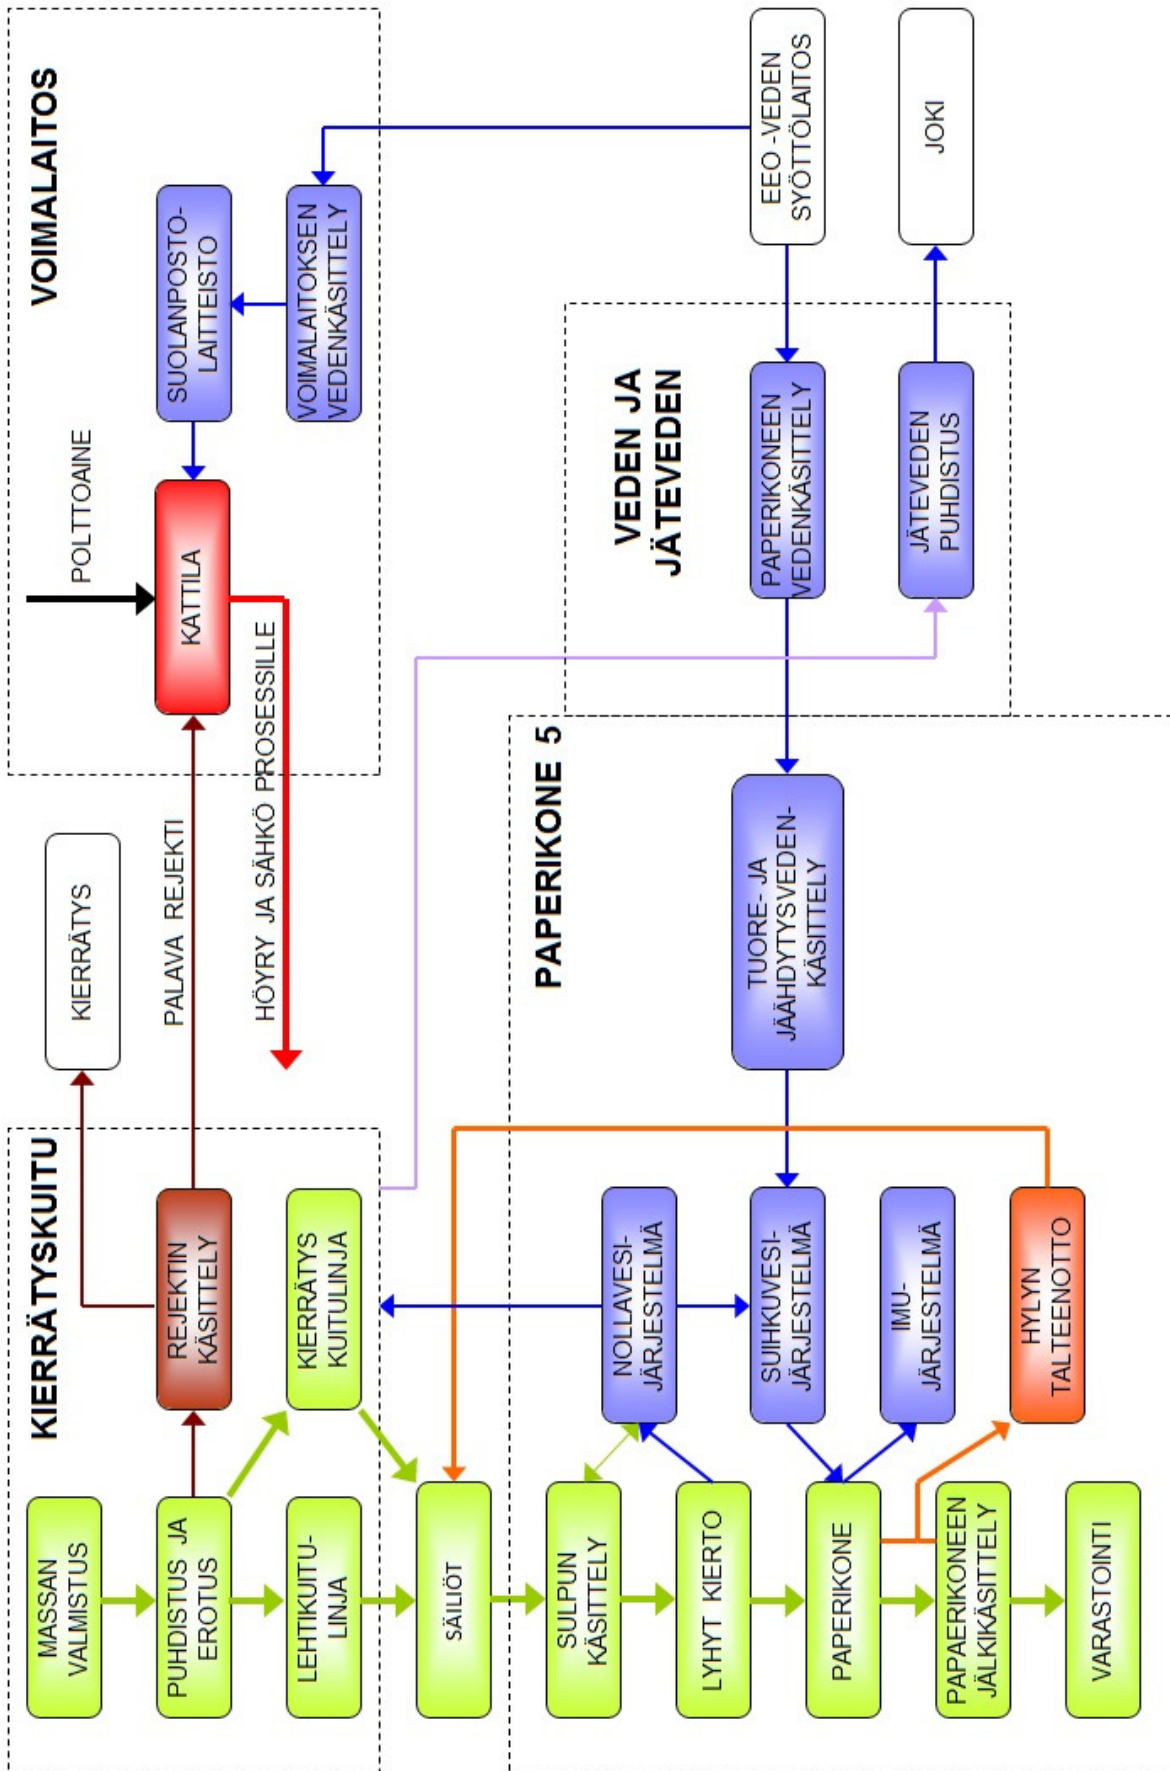 KIERRÄTYSKUITU
MASSAN
VALMISTUS
PUHDISTUS JA
EROTUS
LEHTIKUITU-
LINJA
REJEKTIN
KÄSITTELY
KIERRÄTYS
KUITULINJA
SÄILIÖT
KIERRÄTYS
PALAVA REJEKTI
HÖYRY JA SÄHKÖ PROSESSILLE
VOIMALAITOS
POLTTOAINE
KATTILA
SUOLANPOSTO-
LAITTEISTO
VOIMALAITOKSEN
VEDENKÄSITTELY
PAPERIKONE 5
SULPUN
KÄSITTELY
LYHYT KIERTO
PAPERIKONE
PAPAERIKONEEN
JÄLKIKÄSITTELY
VARASTOINTI
NOLLAVESI-
JÄRJESTELMÄ
SUIHKUVESI-
JÄRJESTELMÄ
IMU-
JÄRJESTELMÄ
HYLYN
TALTEENOTTO
TUORE- JA
JÄÄHDYTYSVEDEN-
KÄSITTELY
VEDEN JA
JÄTEVEDEN
PAPERIKONEEN
VEDENKÄSITTELY
JÄTEVEDEN
PUHDISTUS
EEO -VEDEN
SYÖTTÖLAITOS
JOKI